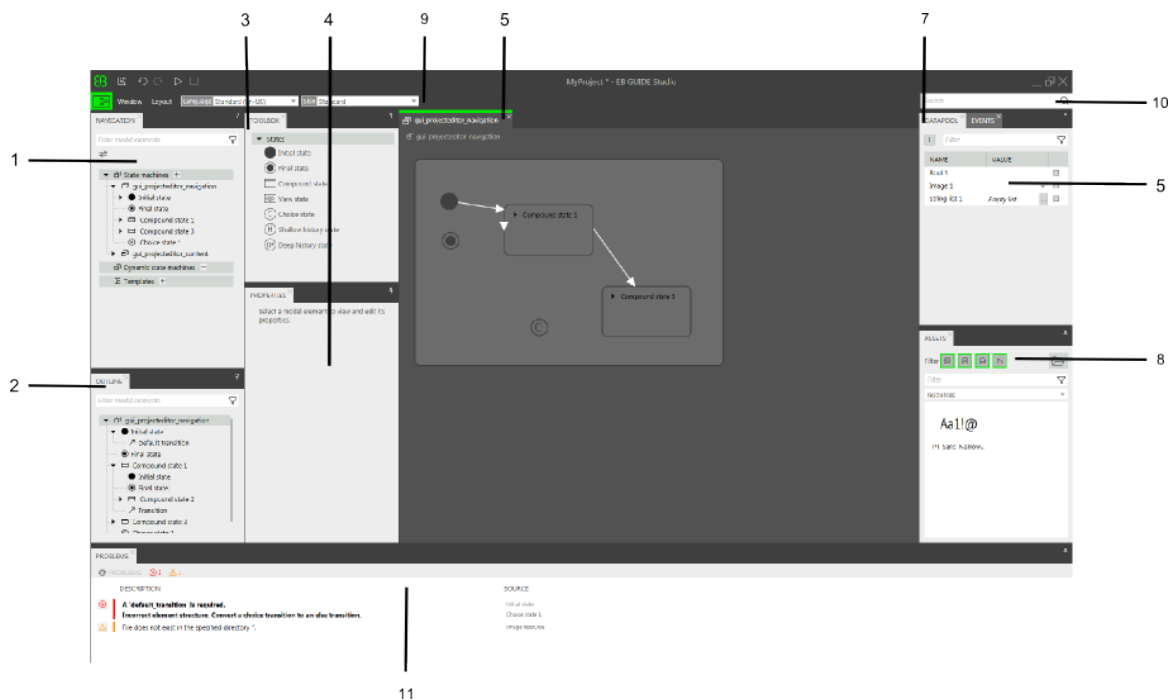 3
4
9
5
7
MyProject * - EB GUIDE Studio
Window Layout Language Standard (en-US) Skin Standard
Search
10
NAVIGATION
TOOLBOX
gui_projecteditor_navigation
DATAPOOL
EVENTS
Filter model elements
States
gui projecteditor navigation
Filter
1
Initial state
NAME
VALUE
State machines
Final state
Bool 1
5
gui_projecteditor_navigation
Compound state
Image 1
Initial state
View state
String list 1
Empty list
Final state
Choice state
Compound state 1
Compound state 1
Shallow history state
Compound state 3
Deep history state
Choice state 1
gui_projecteditor_content
Dynamic state machines
Templates
PROPERTIES
Compound state 3
Select a model element to view and edit its
properties.
C
ASSETS
Filter
8
2
OUTLINE
Filter
Filter model elements
resources
gui_projecteditor_navigation
Initial state
Aa1!@
Default transition
PT Sans Narrow...
Final state
Compound state 1
Initial state
Final state
Compound state 2
Transition
Compound state 3
PROBLEMS
PROBLEMS 2
DESCRIPTION
SOURCE
A 'default_transition' is required.
Initial state
Incorrect element structure. Convert a choice transition to an else transition.
Choice state 1
File does not exist in the specified directory '.
Image resource
11